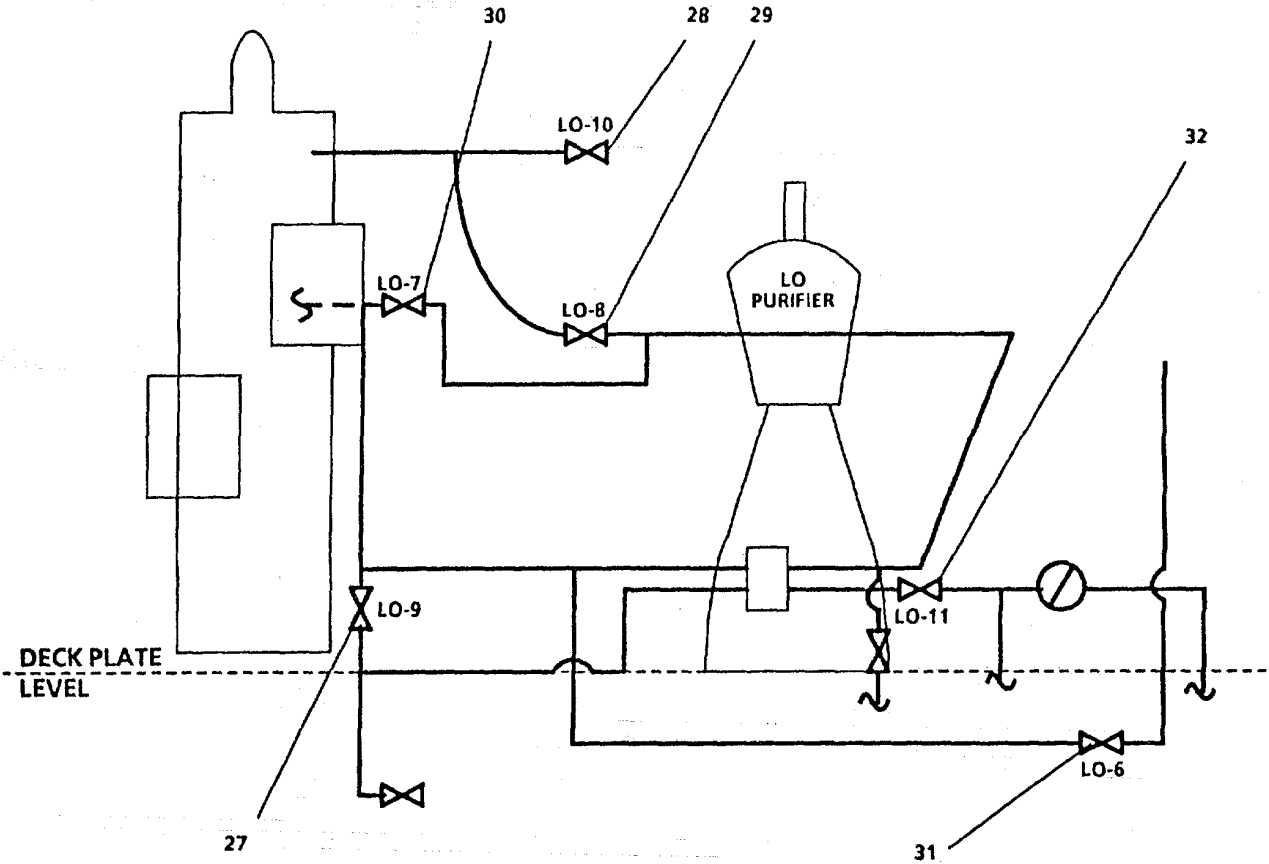 30
28
29
LO-10
32
LO-7
LO-8
LO
PURIFIER
LO-9
LO-11
DECK PLATE
LEVEL
LO-6
27
31